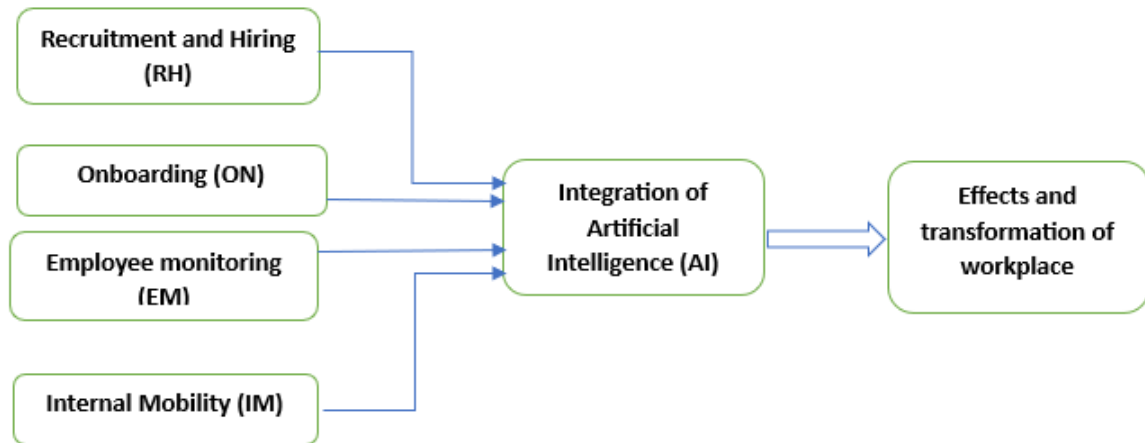 Recruitment and Hiring
(RH)
Onboarding (ON)
Employee monitoring
(EM)
Internal Mobility (IM)
Integration of
Artificial
Intelligence (AI)
Effects and
transformation of
workplace